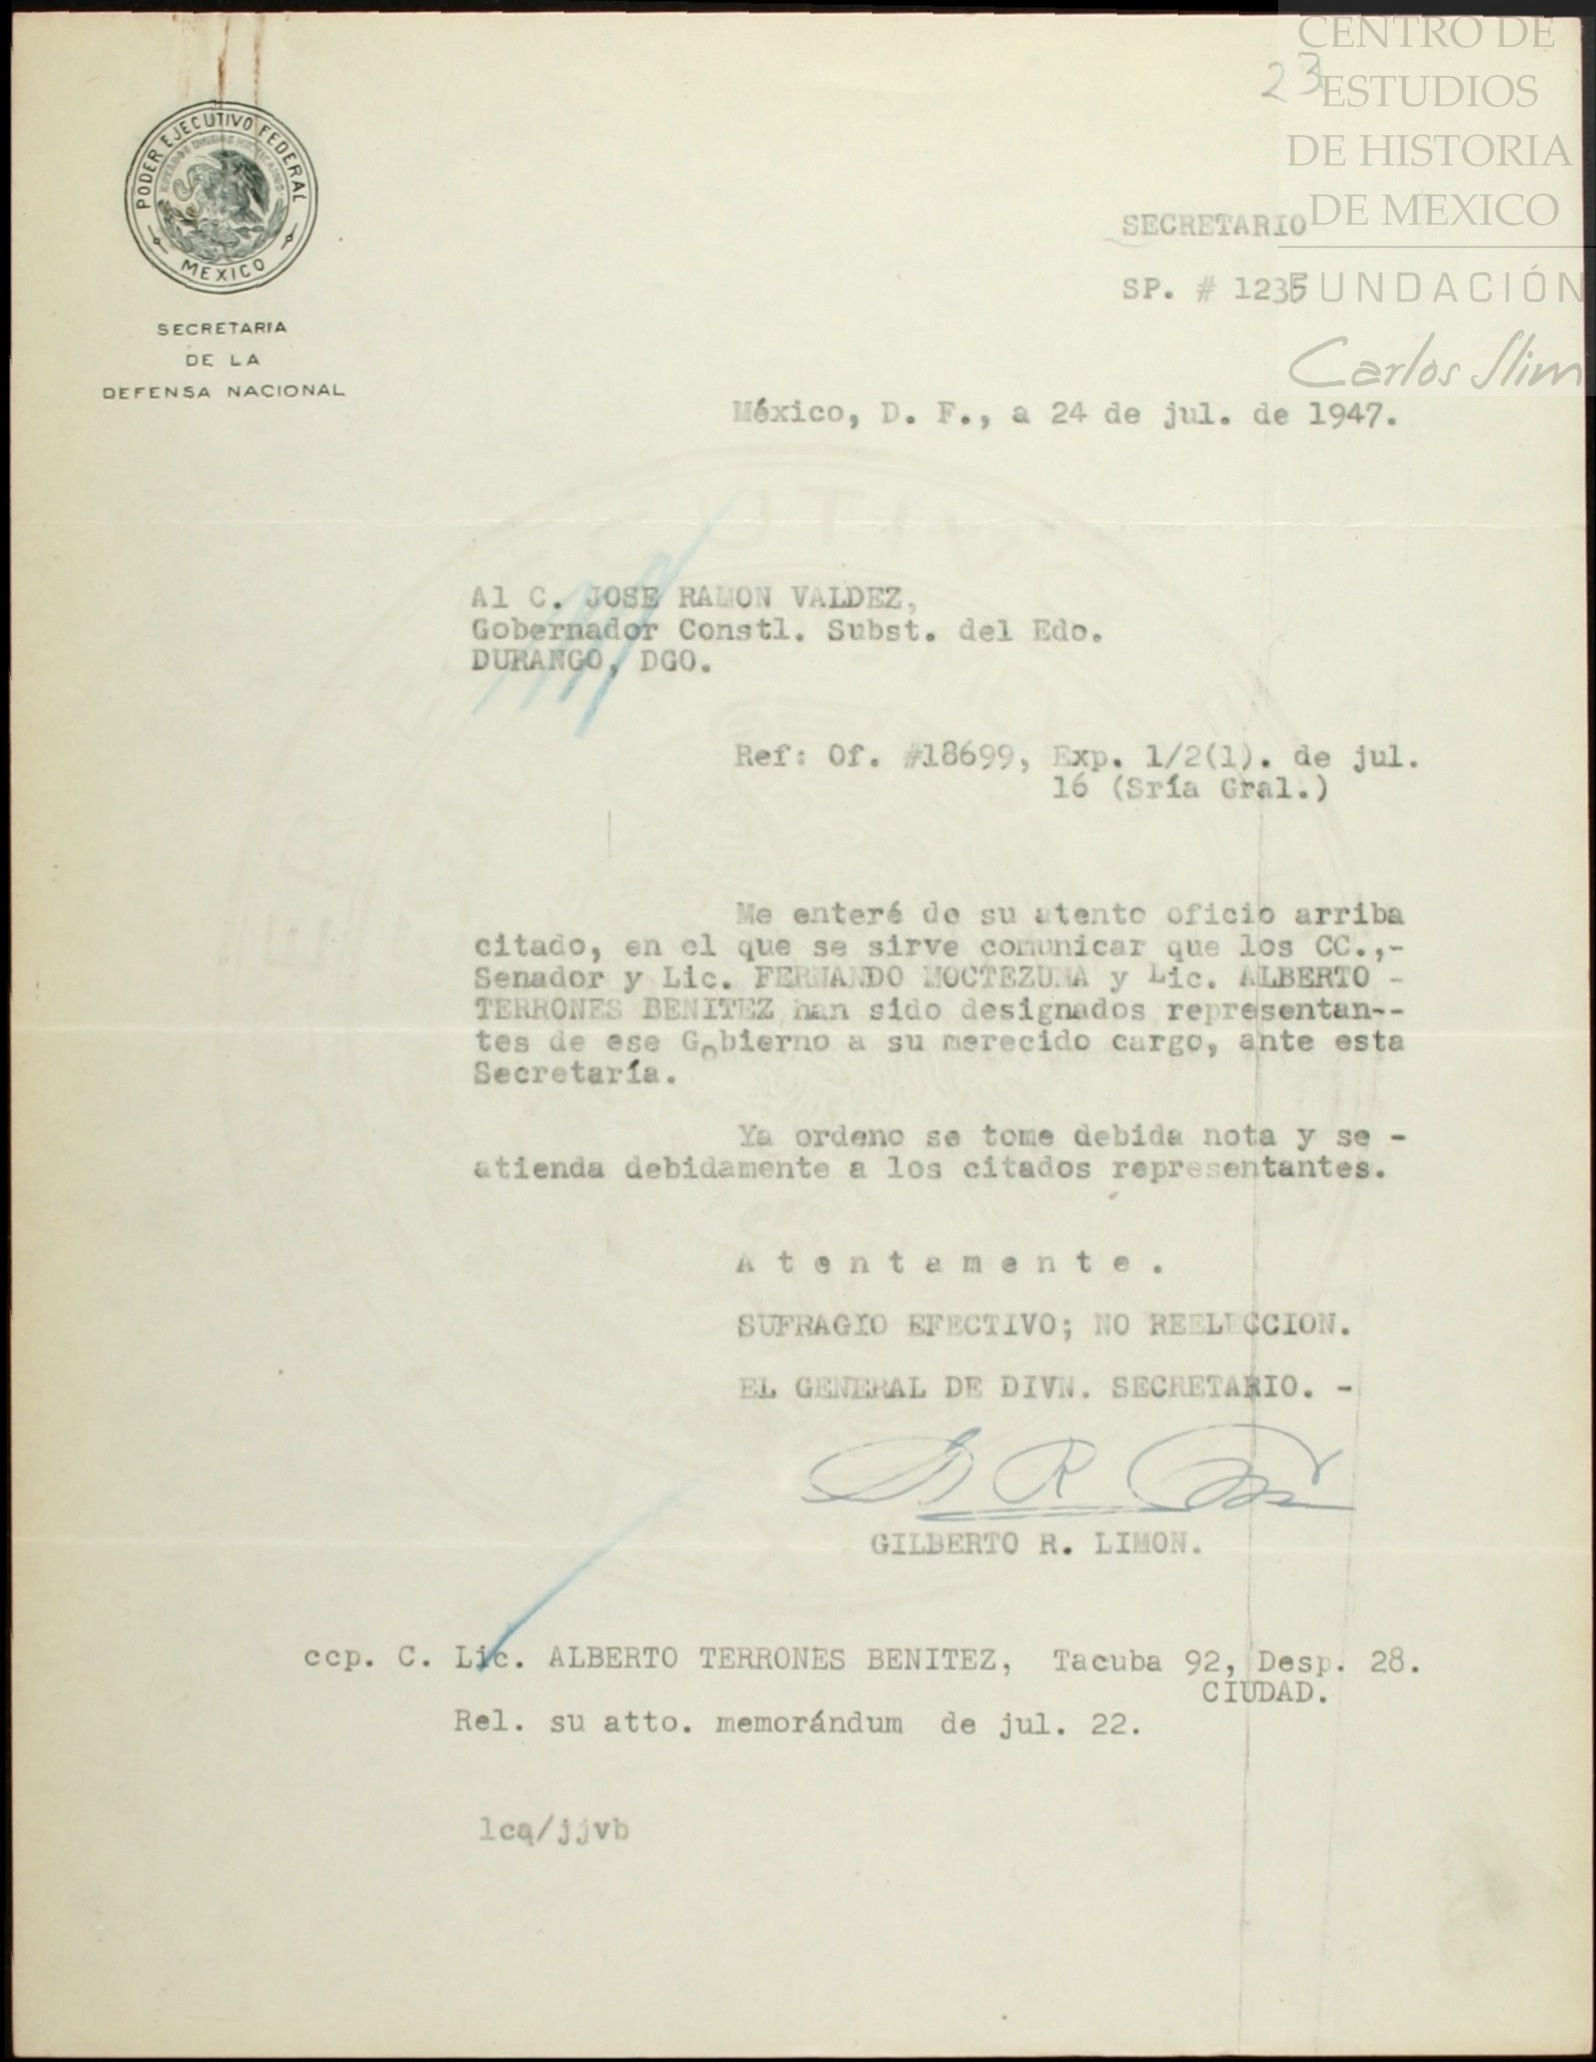 CENTRO DE
ESTUDIOS
DE HISTORIA
DE MEXICO
FUNDACIÓN
Carlos Slim
23
PODER EJECUTIVO FEDERAL
ESTADOS UNIDOS MEXICANOS
MEXICO
SECRETARIA
DE LA
DEFENSA NACIONAL
SECRETARIO
SP. # 1235
México, D. F., a 24 de jul. de 1947.
Al C. JOSE RAMON VALDEZ,
Gobernador Constl. Subst. del Edo.
DURANGO, DGO.
Ref: Of. #18699, Exp. 1/2(1). de jul.
16 (Sría Gral.)
Me enteré de su atento oficio arriba
citado, en el que se sirve comunicar que los CC.,-
Senador y Lic. FERNANDO MOCTEZUMA y Lic. ALBERTO -
TERRONES BENITEZ han sido designados representan--
tes de ese Gobierno a su merecido cargo, ante esta
Secretaría.
Ya ordeno se tome debida nota y se -
atienda debidamente a los citados representantes.
A t e n t a m e n t e .
SUFRAGIO EFECTIVO; NO REELECCION.
EL GENERAL DE DIVN. SECRETARIO. -
GILBERTO R. LIMON.
ccp. C. Lic. ALBERTO TERRONES BENITEZ, Tacuba 92, Desp. 28.
CIUDAD.
Rel. su atto. memorándum de jul. 22.
lcq/jjvb